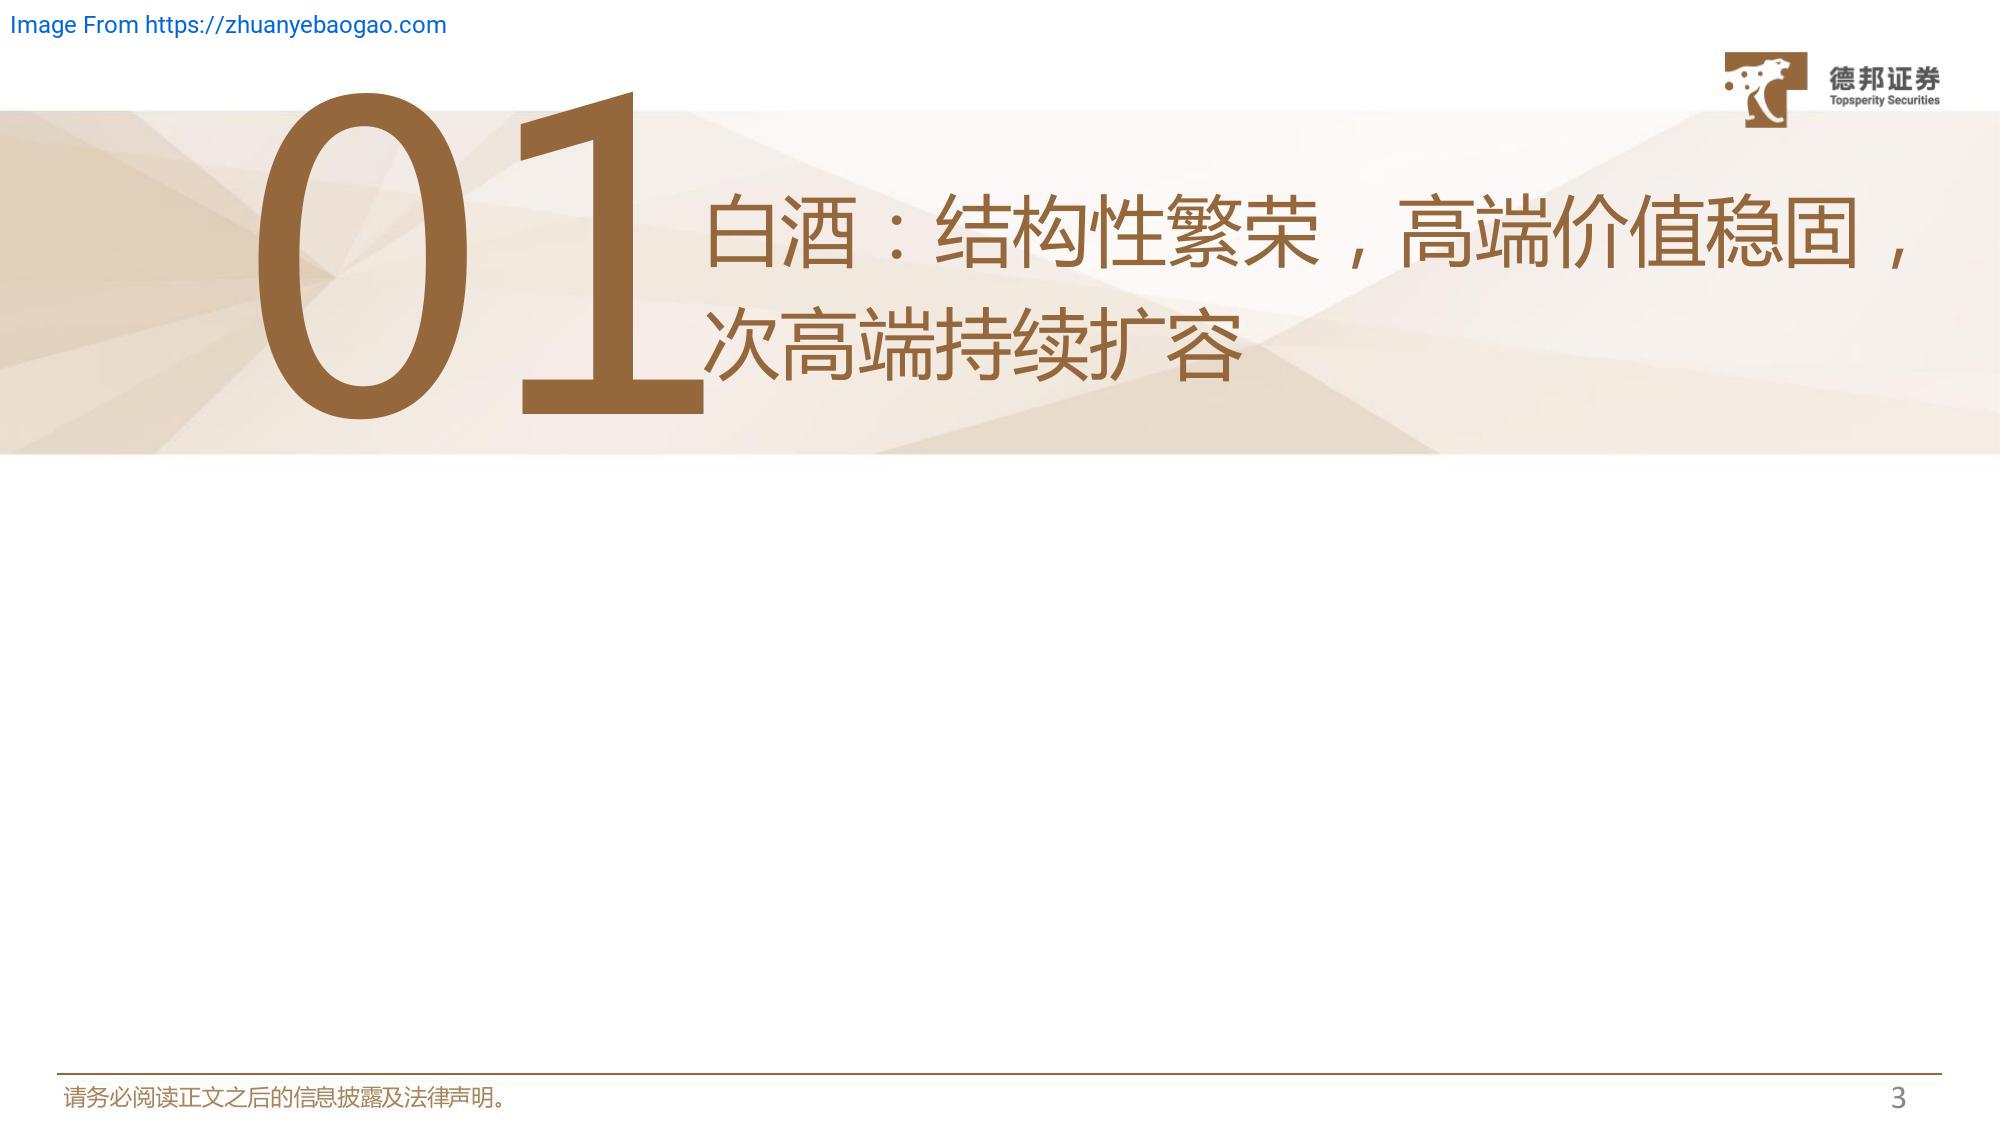 Image From https://zhuanyebaogao.com
德邦证券
Topsperity Securities
01
白酒：结构性繁荣，高端价值稳固，
次高端持续扩容
请务必阅读正文之后的信息披露及法律声明。
3